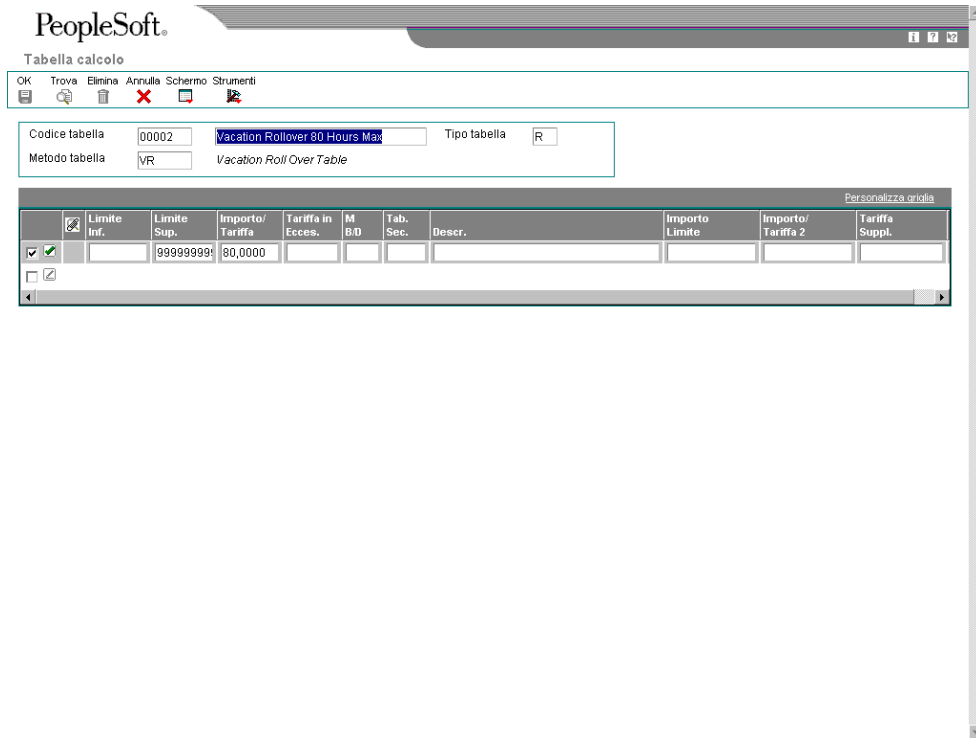 PeopleSoft.
Tabella calcolo
OK Trova Elimina Annulla Schermo Strumenti
Codice tabella 00002 Vacation Rollover 80 Hours Max Tipo tabella R
Metodo tabella VR Vacation Roll Over Table
Personalizza griglia
Limite Inf. Limite Sup. Importo/ Tariffa Tariffa in Ecces. M B/D Tab. Sec. Descr. Importo Limite Importo/ Tariffa 2 Tariffa Suppl.
99999999 80,0000